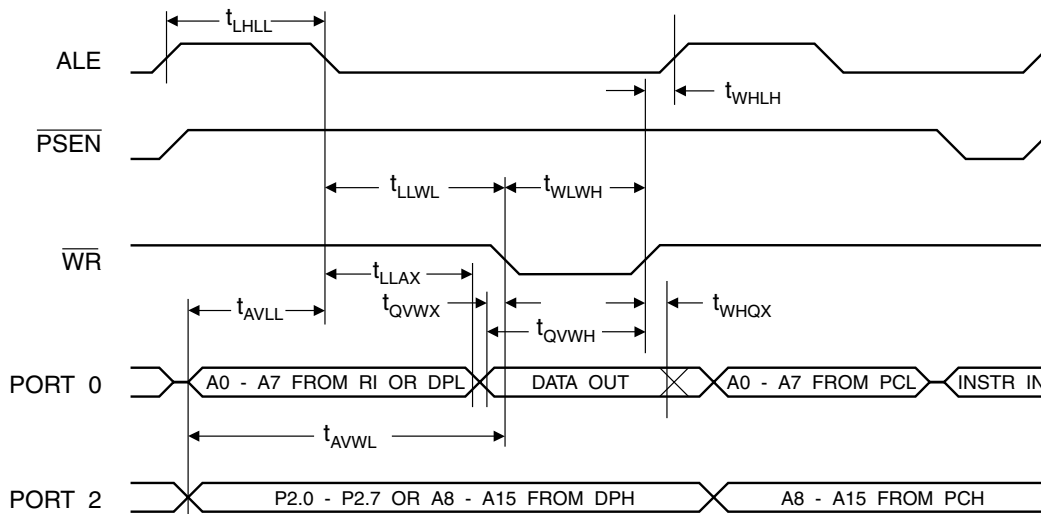 tLHLL
ALE
tWHLH
PSEN
tLLWL
tWLWH
WR
tLLAX
tQVWX
tWHQX
tAVLL
tQVWH
PORT 0
A0 - A7 FROM RI OR DPL
DATA OUT
A0 - A7 FROM PCL
INSTR IN
tAVWL
PORT 2
P2.0 - P2.7 OR A8 - A15 FROM DPH
A8 - A15 FROM PCH